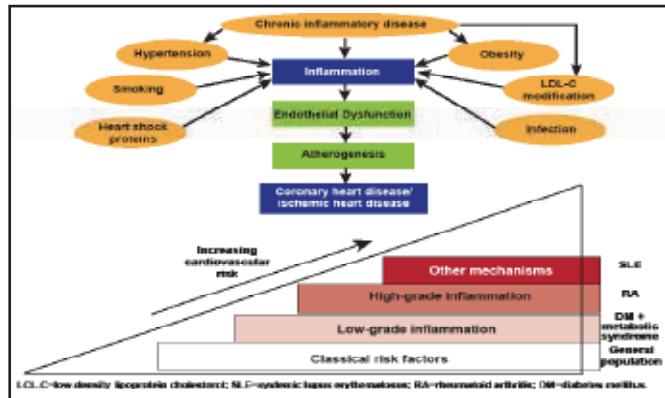 Chronic inflammatory disease
Hypertension
Obesity
Inflammation
Smoking
LDL-C
modification
Endothelial Dysfunction
Heart shock
proteins
Infection
Atherogenesis
Coronary heart disease/
ischemic heart disease
Increasing
cardiovascular
risk
Other mechanisms
SLE
High-grade inflammation
RA
Low-grade inflammation
DM +
metabolic
syndrome
Classical risk factors
General
population
LCL-C=low density lipoprotein cholesterol; SLE=systemic lupus erythematosus; RA=rheumatoid arthritis; DM=diabetes mellitus